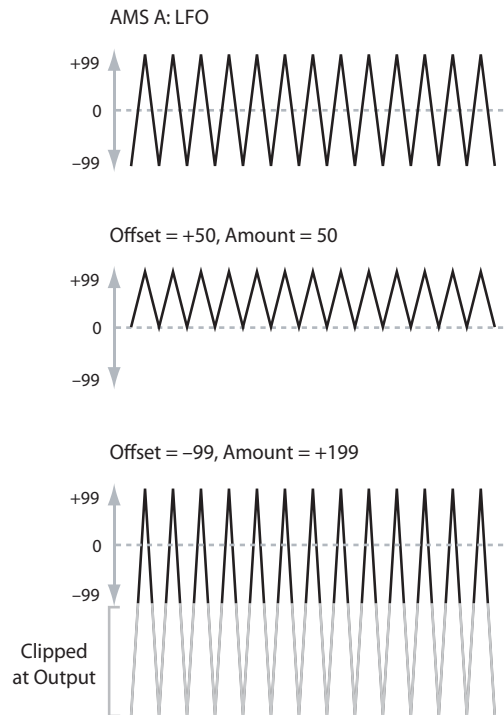 AMS A: LFO
+99
0
–99
Offset = +50, Amount = 50
+99
0
–99
Offset = –99, Amount = +199
+99
0
–99
Clipped
at Output